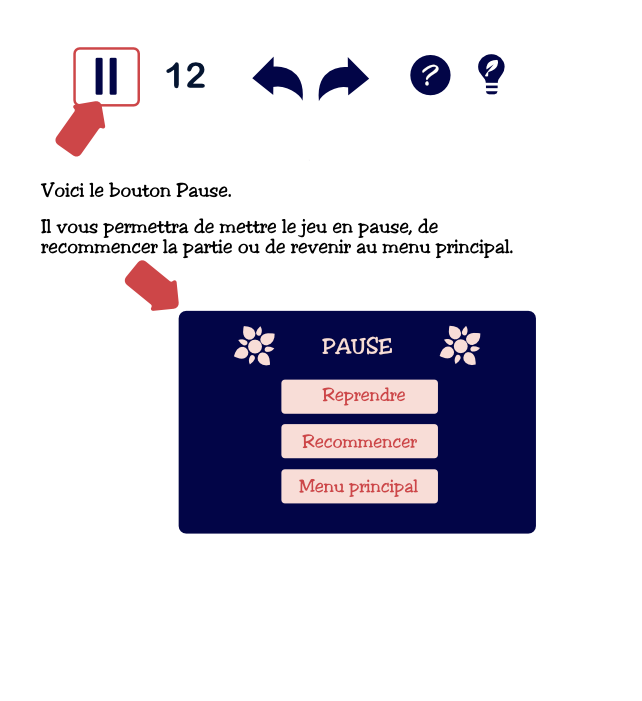 12
?
Voici le bouton Pause.
Il vous permettra de mettre le jeu en pause, de
recommencer la partie ou de revenir au menu principal.
PAUSE
Reprendre
Recommencer
Menu principal